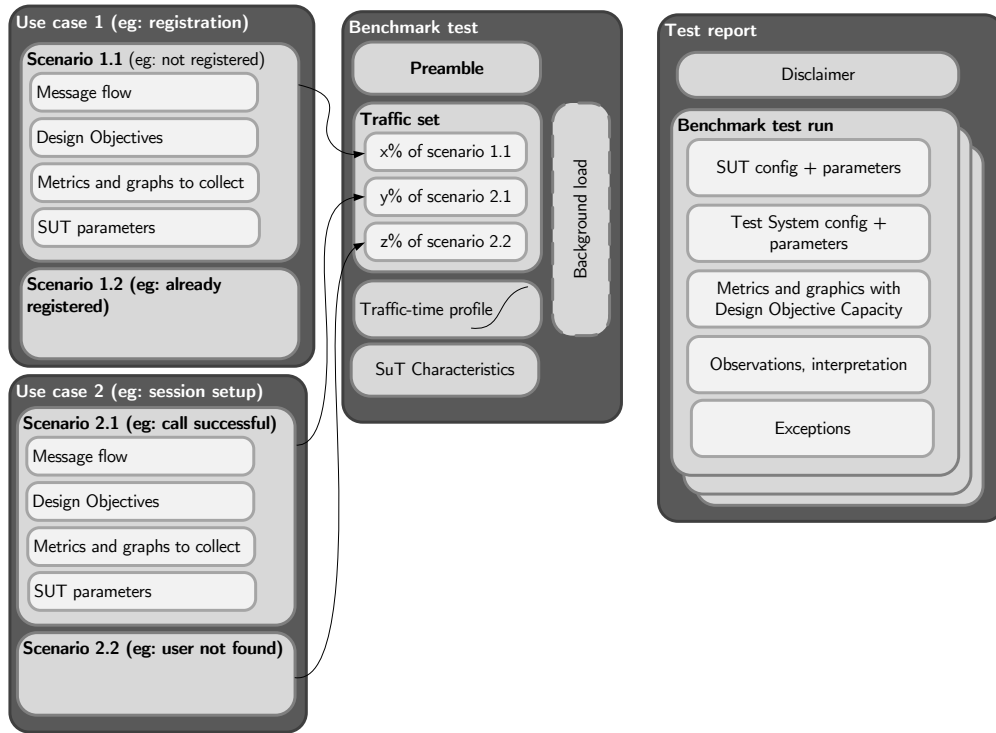 Use case 1 (eg: registration)
Scenario 1.1 (eg: not registered)
Message flow
Design Objectives
Metrics and graphs to collect
SUT parameters
Scenario 1.2 (eg: already
registered)
Use case 2 (eg: session setup)
Scenario 2.1 (eg: call successful)
Message flow
Design Objectives
Metrics and graphs to collect
SUT parameters
Scenario 2.2 (eg: user not found)
Benchmark test
Preamble
Traffic set
x% of scenario 1.1
y% of scenario 2.1
z% of scenario 2.2
Traffic-time profile
SuT Characteristics
Background load
Test report
Disclaimer
Benchmark test run
SUT config + parameters
Test System config +
parameters
Metrics and graphics with
Design Objective Capacity
Observations, interpretation
Exceptions